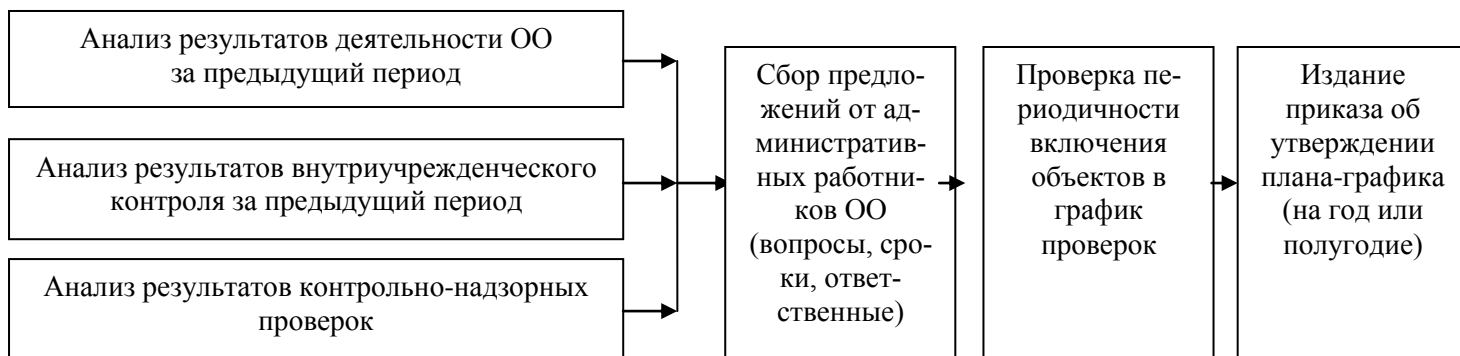 Анализ результатов деятельности ОО
за предыдущий период
Анализ результатов внутриучрежденческого
контроля за предыдущий период
Анализ результатов контрольно-надзорных
проверок
Сбор предло-
жений от ад-
министратив-
ных работни-
ков ОО
(вопросы, сро-
ки, ответ-
ственные)
Проверка пе-
риодичности
включения
объектов в
график
проверок
Издание
приказа об
утверждении
плана-графика
(на год или
полугодие)